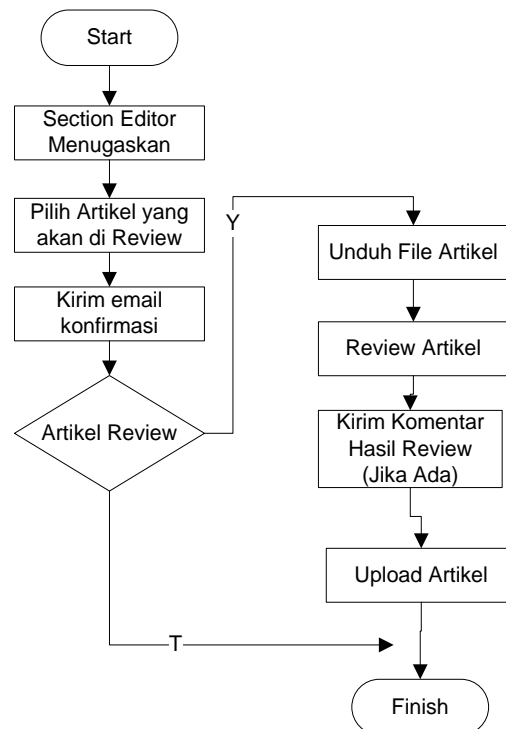 Start
Section Editor
Menugaskan
Pilih Artikel yang
akan di Review
Kirim email
konfirmasi
Artikel Review
Y
Unduh File Artikel
Review Artikel
Kirim Komentar
Hasil Review
(Jika Ada)
Upload Artikel
T
Finish